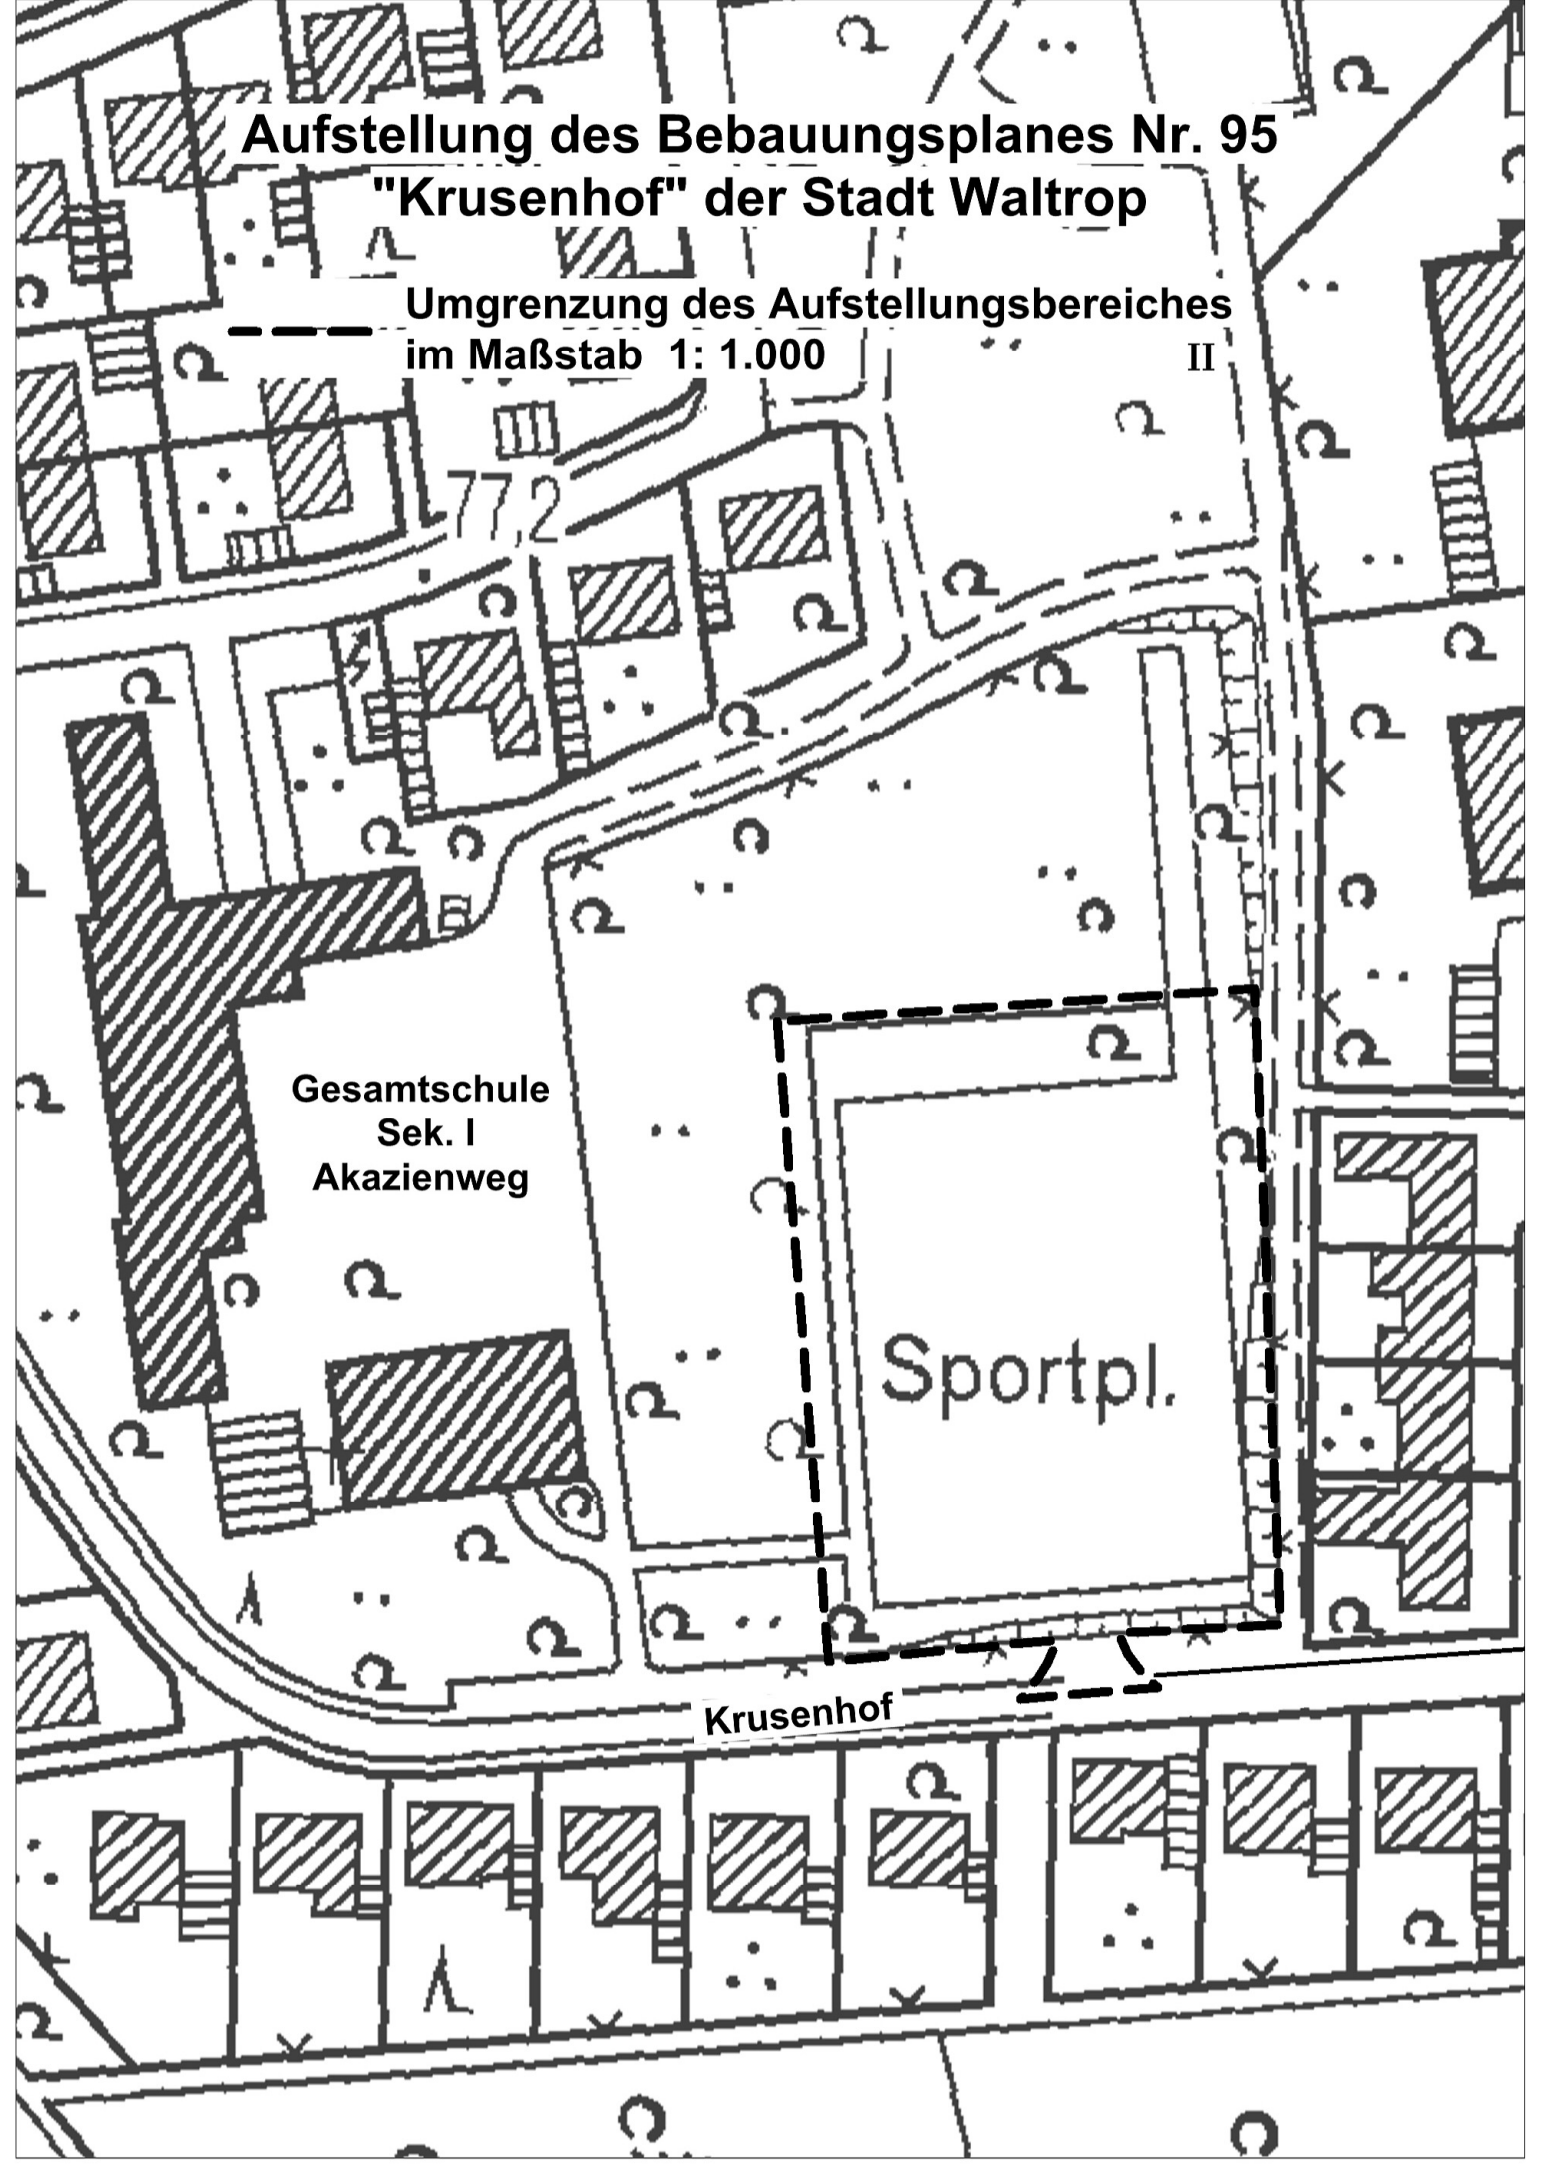 Aufstellung des Bebauungsplanes Nr. 95
"Krusenhof" der Stadt Waltrop
Umgrenzung des Aufstellungsbereiches
im Maßstab 1: 1.000
II
77,2
Gesamtschule
Sek. I
Akazienweg
Sportpl.
Krusenhof